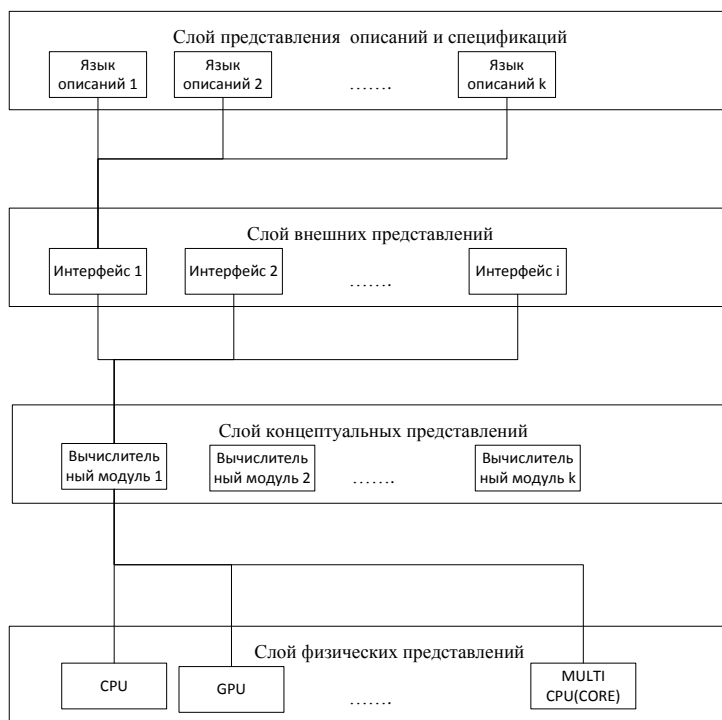 Слой представления описаний и спецификаций
Язык
описаний 1
Язык
описаний 2
.......
Язык
описаний k
Слой внешних представлений
Интерфейс 1
Интерфейс 2
.......
Интерфейс i
Слой концептуальных представлений
Вычислитель
ный модуль 1
Вычислитель
ный модуль 2
.......
Вычислитель
ный модуль k
Слой физических представлений
CPU
GPU
.......
MULTI
CPU(CORE)